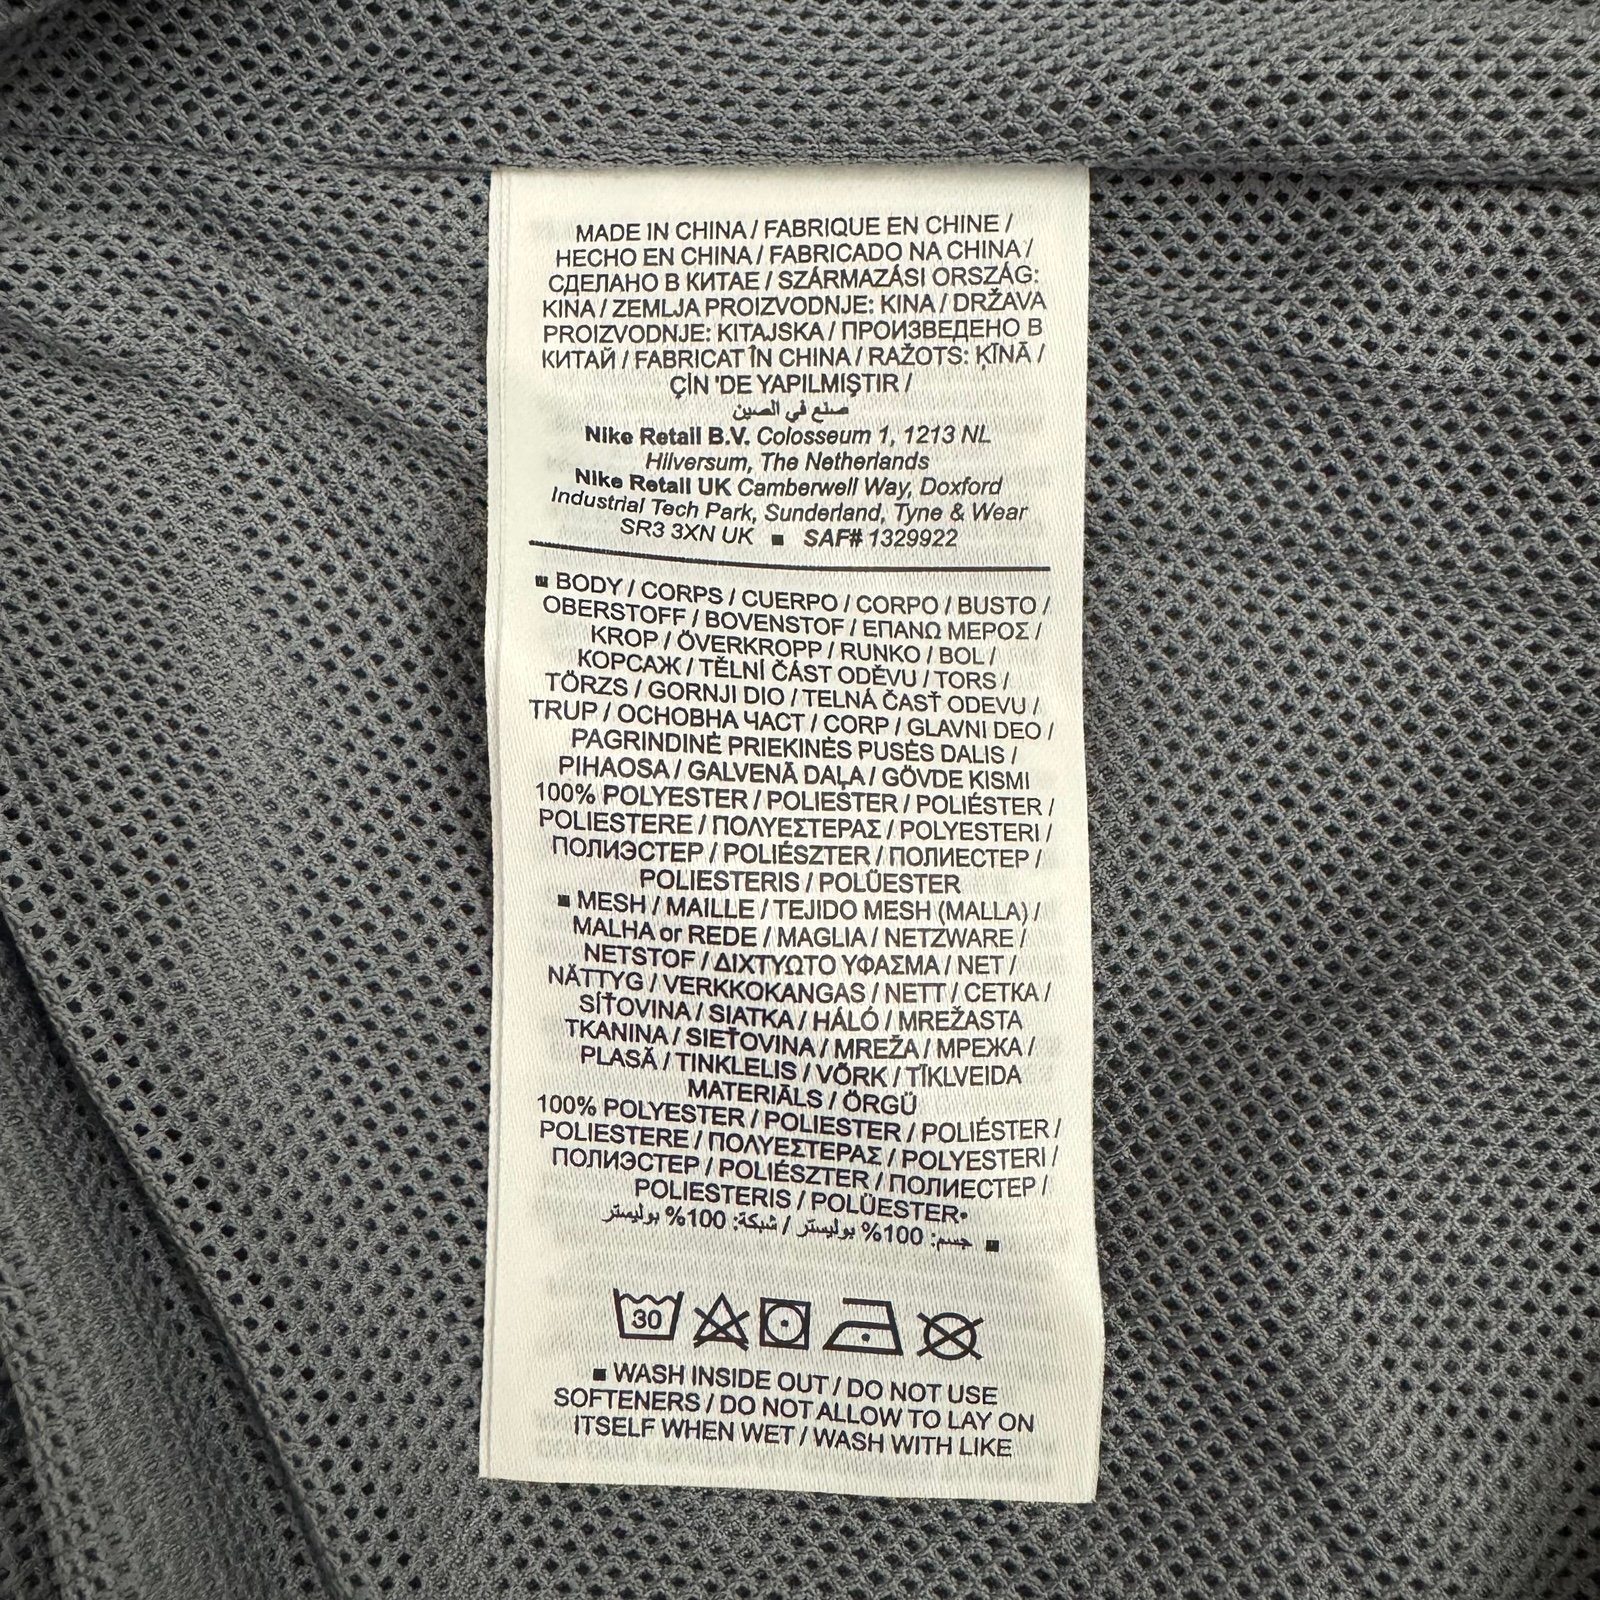 MADE IN CHINA / FABRIQUE EN CHINE /
HECHO EN CHINA / FABRICADO NA CHINA /
СДЕЛАНО В КИТАЕ / SZÁRMAZÁSI ORSZÁG:
KINA / ZEMLJA PROIZVODNJE: KINA / DRŽAVA
PROIZVODNJE: KITAJSKA / ПРОИЗВЕДЕНО В
КИТАЙ / FABRICAT ÎN CHINA / RAŽOTS: ĶĪNĀ /
ÇİN 'DE YAPILMIŞTIR /
صنع في الصين
Nike Retail B.V. Colosseum 1, 1213 NL
Hilversum, The Netherlands
Nike Retail UK Camberwell Way, Doxford
Industrial Tech Park, Sunderland, Tyne & Wear
SR3 3XN UK ■ SAF# 1329922
■ BODY / CORPS / CUERPO / CORPO / BUSTO /
OBERSTOFF / BOVENSTOF / ΕΠΑΝΩ ΜΕΡΟΣ /
KROP / ÖVERKROPP / RUNKO / BOL /
КОРСАЖ / TĚLNÍ ČÁST ODĚVU / TORS /
TÖRZS / GORNJI DIO / TELNÁ ČASŤ ODEVU /
TRUP / ОСНОВНА ЧАСТ / CORP / GLAVNI DEO /
PAGRINDINĖ PRIEKINĖS PUSĖS DALIS /
PIHAOSA / GALVENĀ DAĻA / GÖVDE KISMI
100% POLYESTER / POLIESTER / POLIÉSTER /
POLIESTERE / ΠΟΛΥΕΣΤΕΡΑΣ / POLYESTERI /
ПОЛИЭСТЕР / POLIÉSZTER / ПОЛИЕСТЕР /
POLIESTERIS / POLÜESTER
■ MESH / MAILLE / TEJIDO MESH (MALLA) /
MALHA or REDE / MAGLIA / NETZWARE /
NETSTOF / ΔΙΧΤΥΩΤΟ ΥΦΑΣΜΑ / NET /
NÄTTYG / VERKKOKANGAS / NETT / СЕТКА /
SÍŤOVINA / SIATKA / HÁLÓ / MREŽASTA
TKANINA / SIEŤOVINA / MREŽA / МРЕЖА /
PLASĂ / TINKLELIS / VÕRK / TĪKLVEIDA
MATERIĀLS / ÖRGÜ
100% POLYESTER / POLIESTER / POLIÉSTER /
POLIESTERE / ΠΟΛΥΕΣΤΕΡΑΣ / POLYESTERI /
ПОЛИЭСТЕР / POLIÉSZTER / ПОЛИЕСТЕР /
POLIESTERIS / POLÜESTER•
■ جسم: 100% بوليستر / شبكة: 100% بوليستر
30
■ WASH INSIDE OUT / DO NOT USE
SOFTENERS / DO NOT ALLOW TO LAY ON
ITSELF WHEN WET / WASH WITH LIKE